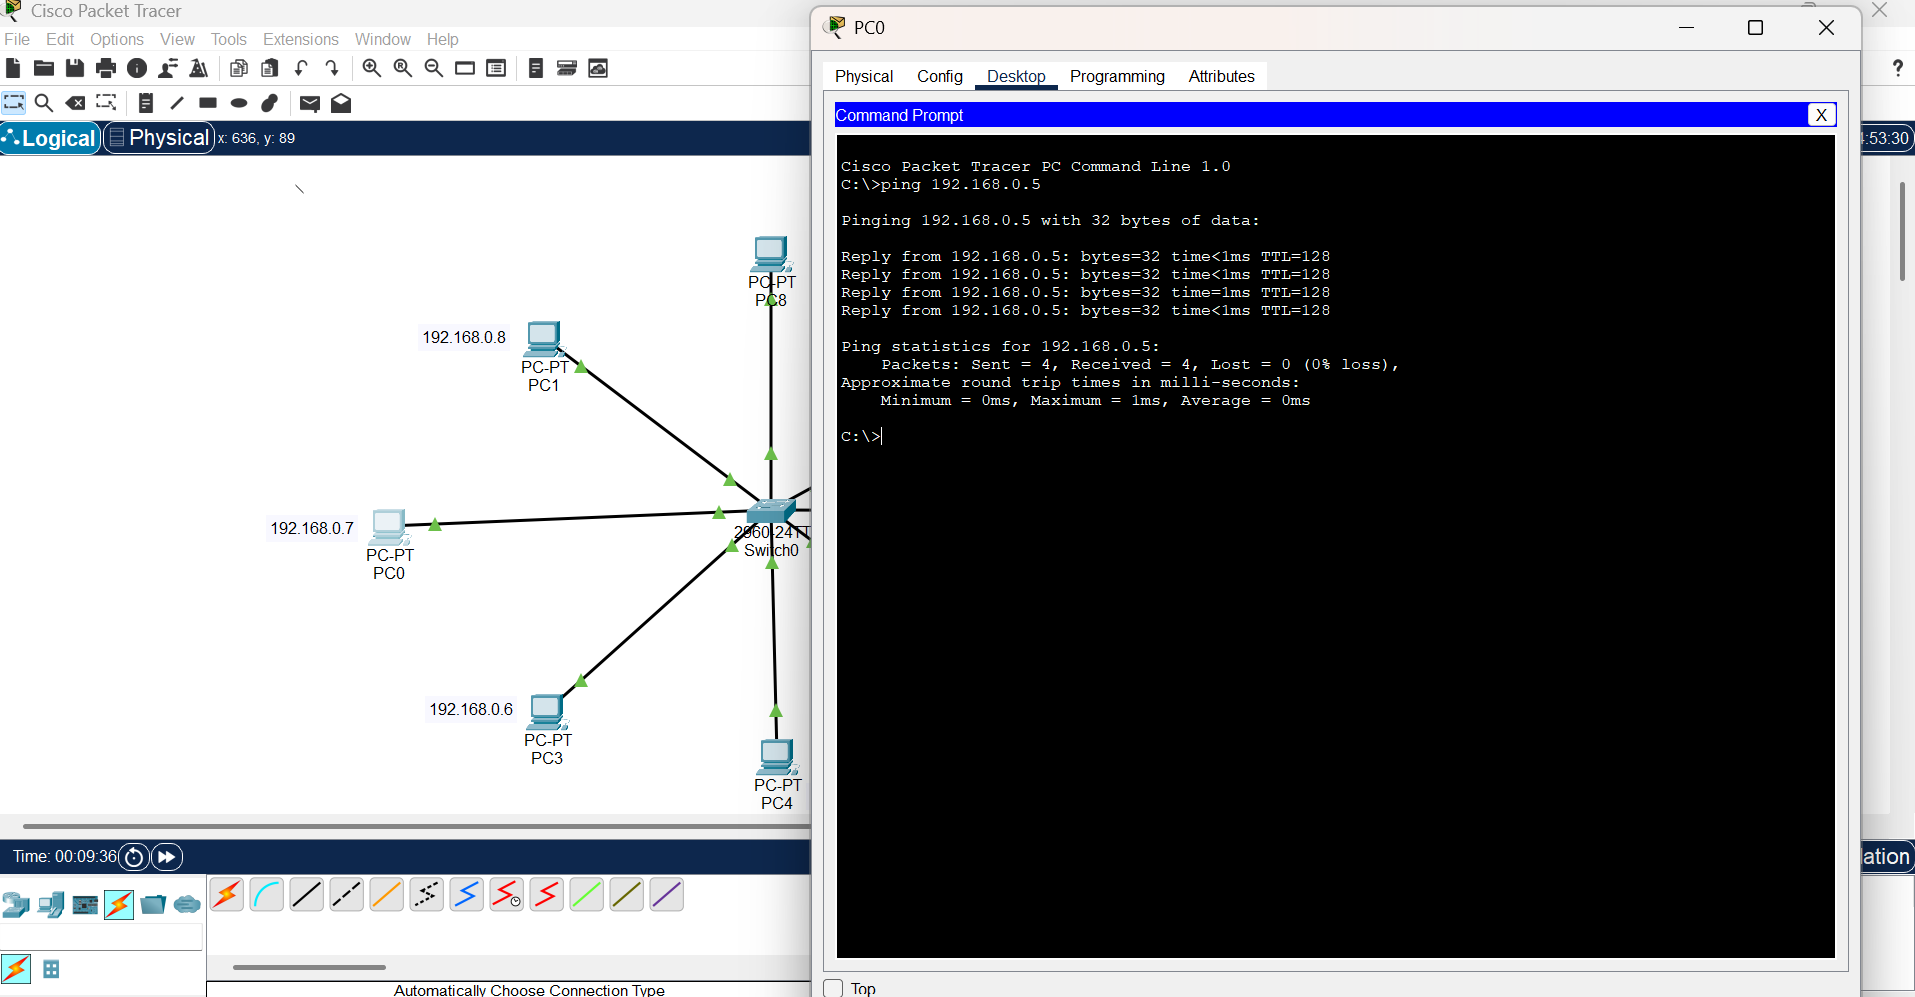 Cisco Packet Tracer
File Edit Options View Tools Extensions Window Help
Logical Physical x: 636, y: 89
PC-PT
PC8
192.168.0.8
PC-PT
PC1
192.168.0.7
PC-PT
PC0
2960-24TT
Switch0
192.168.0.6
PC-PT
PC3
PC-PT
PC4
Time: 00:09:36
Automatically Choose Connection Type
PC0
Physical Config Desktop Programming Attributes
Command Prompt X
Cisco Packet Tracer PC Command Line 1.0
C:\>ping 192.168.0.5
Pinging 192.168.0.5 with 32 bytes of data:
Reply from 192.168.0.5: bytes=32 time<1ms TTL=128
Reply from 192.168.0.5: bytes=32 time<1ms TTL=128
Reply from 192.168.0.5: bytes=32 time=1ms TTL=128
Reply from 192.168.0.5: bytes=32 time<1ms TTL=128
Ping statistics for 192.168.0.5:
Packets: Sent = 4, Received = 4, Lost = 0 (0% loss),
Approximate round trip times in milli-seconds:
Minimum = 0ms, Maximum = 1ms, Average = 0ms
C:\>
Top
?
:53:30
ation